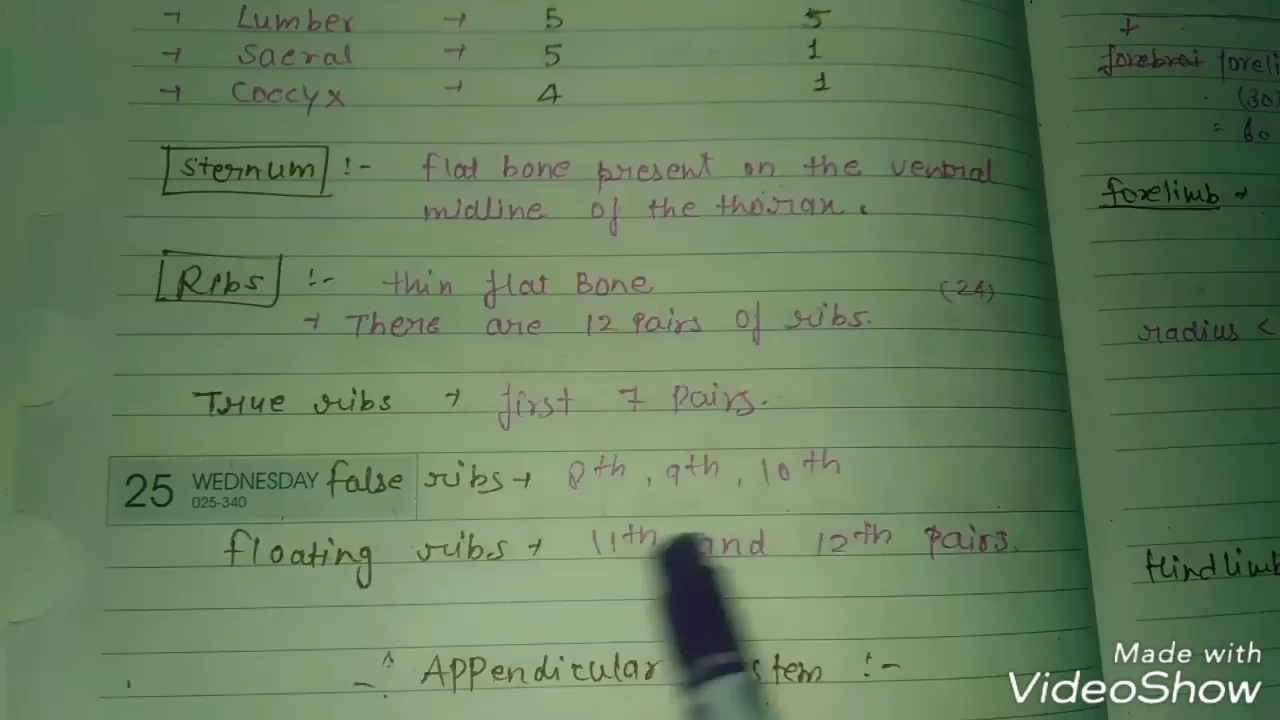 → Lumber → 5 5
→ Sacral → 5 1
→ Coccyx → 4 1
Sternum :- flat bone present on the ventral
midline of the thorax.
Ribs :- thin flat Bone (24)
→ There are 12 pairs of ribs.
True ribs → first 7 pairs.
25 WEDNESDAY false ribs → 8th, 9th, 10th
025-340
floating ribs → 11th and 12th pairs.
Appendicular
+
foreli
(30)
= 60
forelimb →
radius <
Hindlimb
Made with
VideoShow